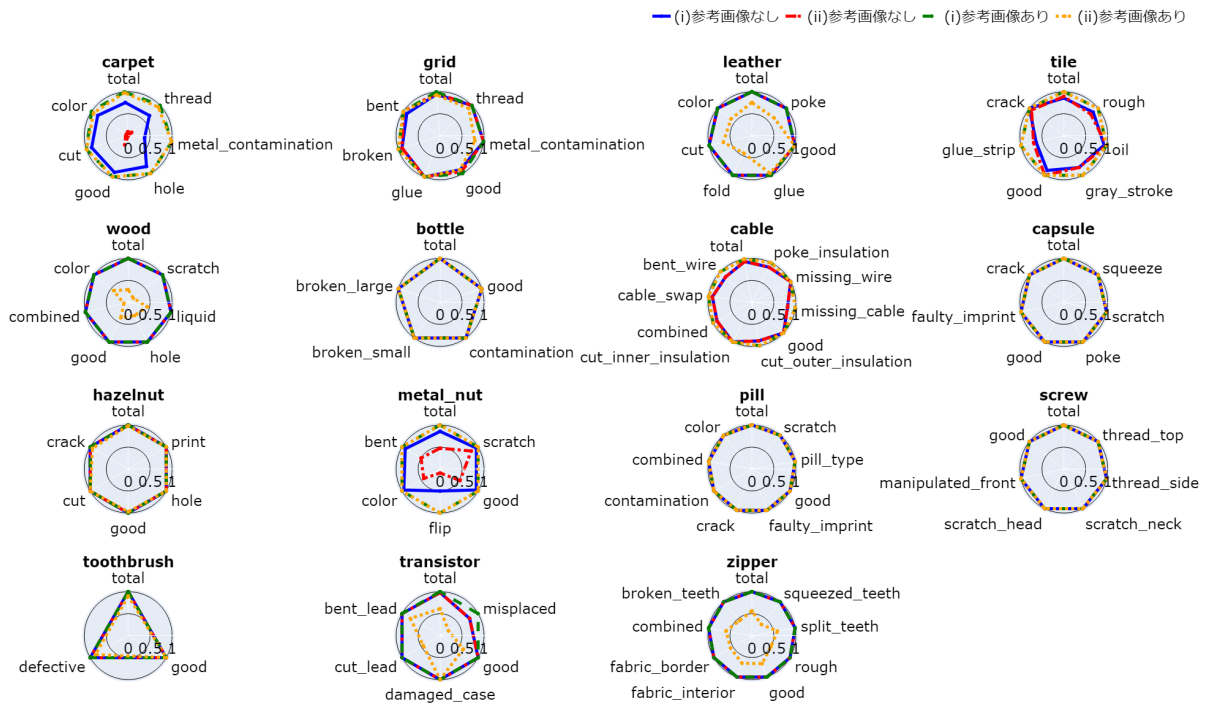 (i)参考画像なし (ii)参考画像なし (i)参考画像あり (ii)参考画像あり
carpet
total
thread
metal_contamination
hole
good
cut
color
0 0.5 1
grid
total
thread
metal_contamination
good
glue
broken
bent
0 0.5 1
leather
total
poke
good
glue
fold
cut
color
0 0.5 1
tile
total
rough
oil
gray_stroke
good
glue_strip
crack
0 0.5 1
wood
total
scratch
liquid
hole
good
combined
color
0 0.5 1
bottle
total
good
contamination
broken_small
broken_large
0 0.5 1
cable
total
poke_insulation
missing_wire
missing_cable
good
cut_outer_insulation
cut_inner_insulation
combined
cable_swap
bent_wire
0 0.5 1
capsule
total
squeeze
scratch
poke
good
faulty_imprint
crack
0 0.5 1
hazelnut
total
print
hole
good
cut
crack
0 0.5 1
metal_nut
total
scratch
good
flip
color
bent
0 0.5 1
pill
total
scratch
pill_type
good
faulty_imprint
crack
contamination
combined
color
0 0.5 1
screw
total
thread_top
thread_side
scratch_neck
scratch_head
manipulated_front
good
0 0.5 1
toothbrush
total
good
defective
0 0.5 1
transistor
total
misplaced
good
damaged_case
cut_lead
bent_lead
0 0.5 1
zipper
total
squeezed_teeth
split_teeth
rough
good
fabric_interior
fabric_border
combined
broken_teeth
0 0.5 1